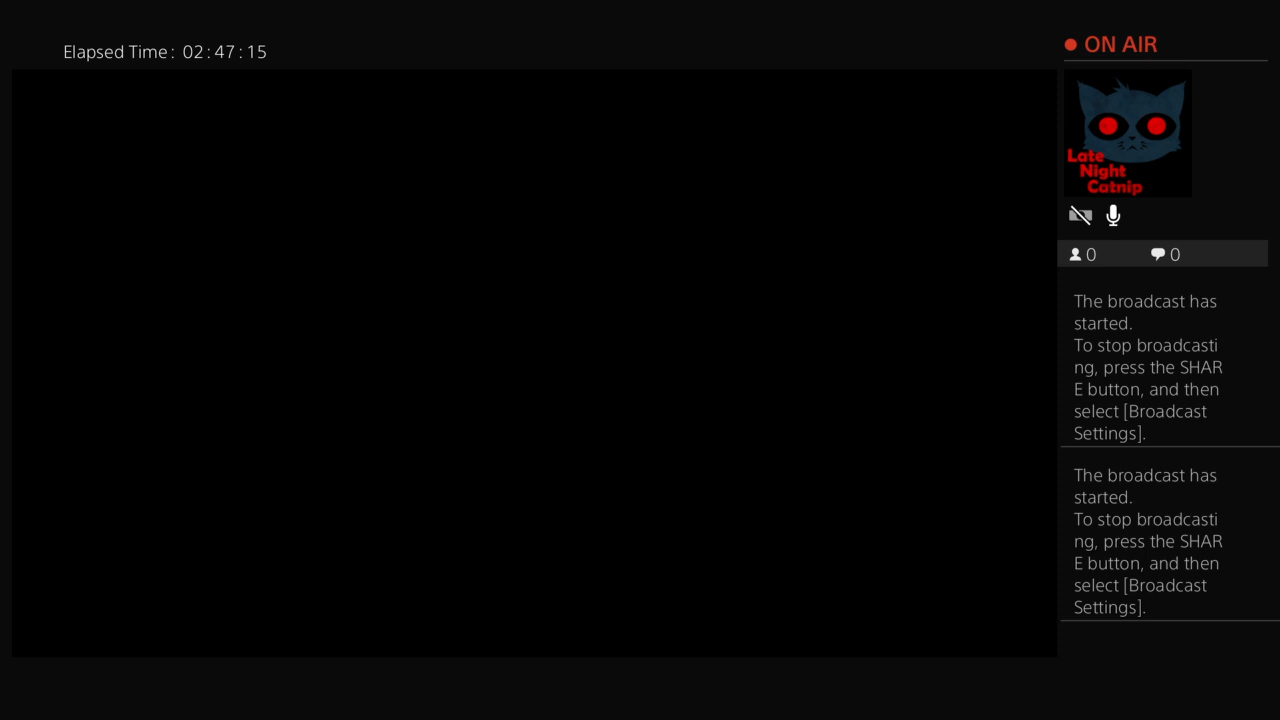 Elapsed Time: 02:47:15
ON AIR
Late
Night
Catnip
0
0
The broadcast has
started.
To stop broadcasti
ng, press the SHAR
E button, and then
select [Broadcast
Settings].
The broadcast has
started.
To stop broadcasti
ng, press the SHAR
E button, and then
select [Broadcast
Settings].